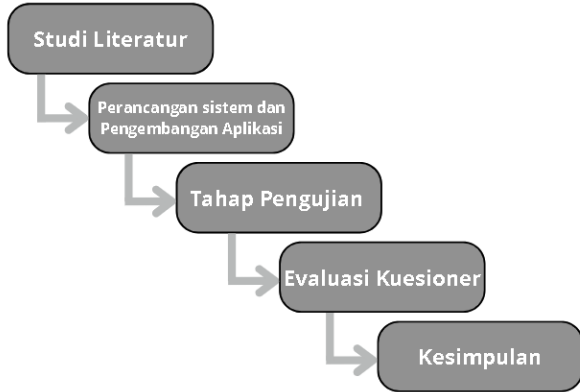 Studi Literatur
Perancangan sistem dan
Pengembangan Aplikasi
Tahap Pengujian
Evaluasi Kuesioner
Kesimpulan